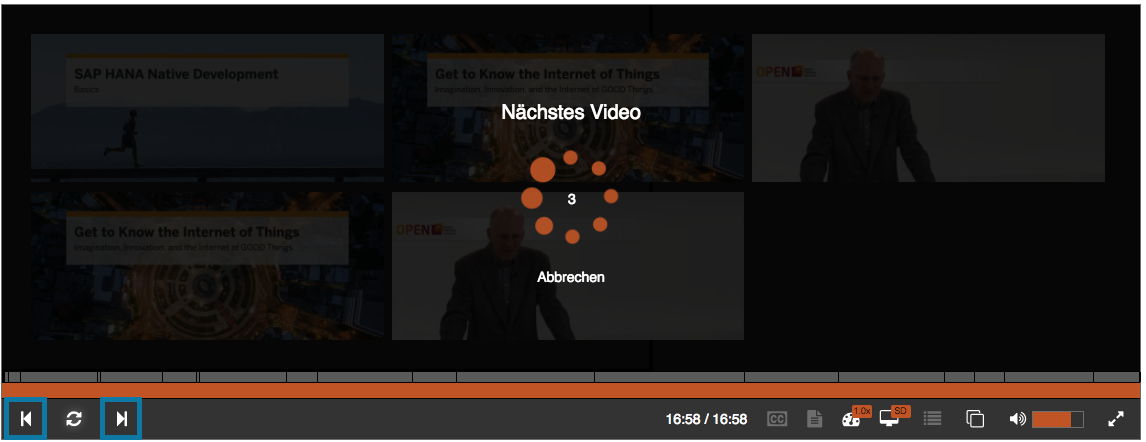 SAP HANA Native Development
Basics
Get to Know the Internet of Things
Imagination, Innovation, and the Internet of GOOD Things
OPEN
Nächstes Video
3
Get to Know the Internet of Things
Imagination, Innovation, and the Internet of GOOD Things
OPEN
Abbrechen
16:58 / 16:58
CC
1.0x
SD